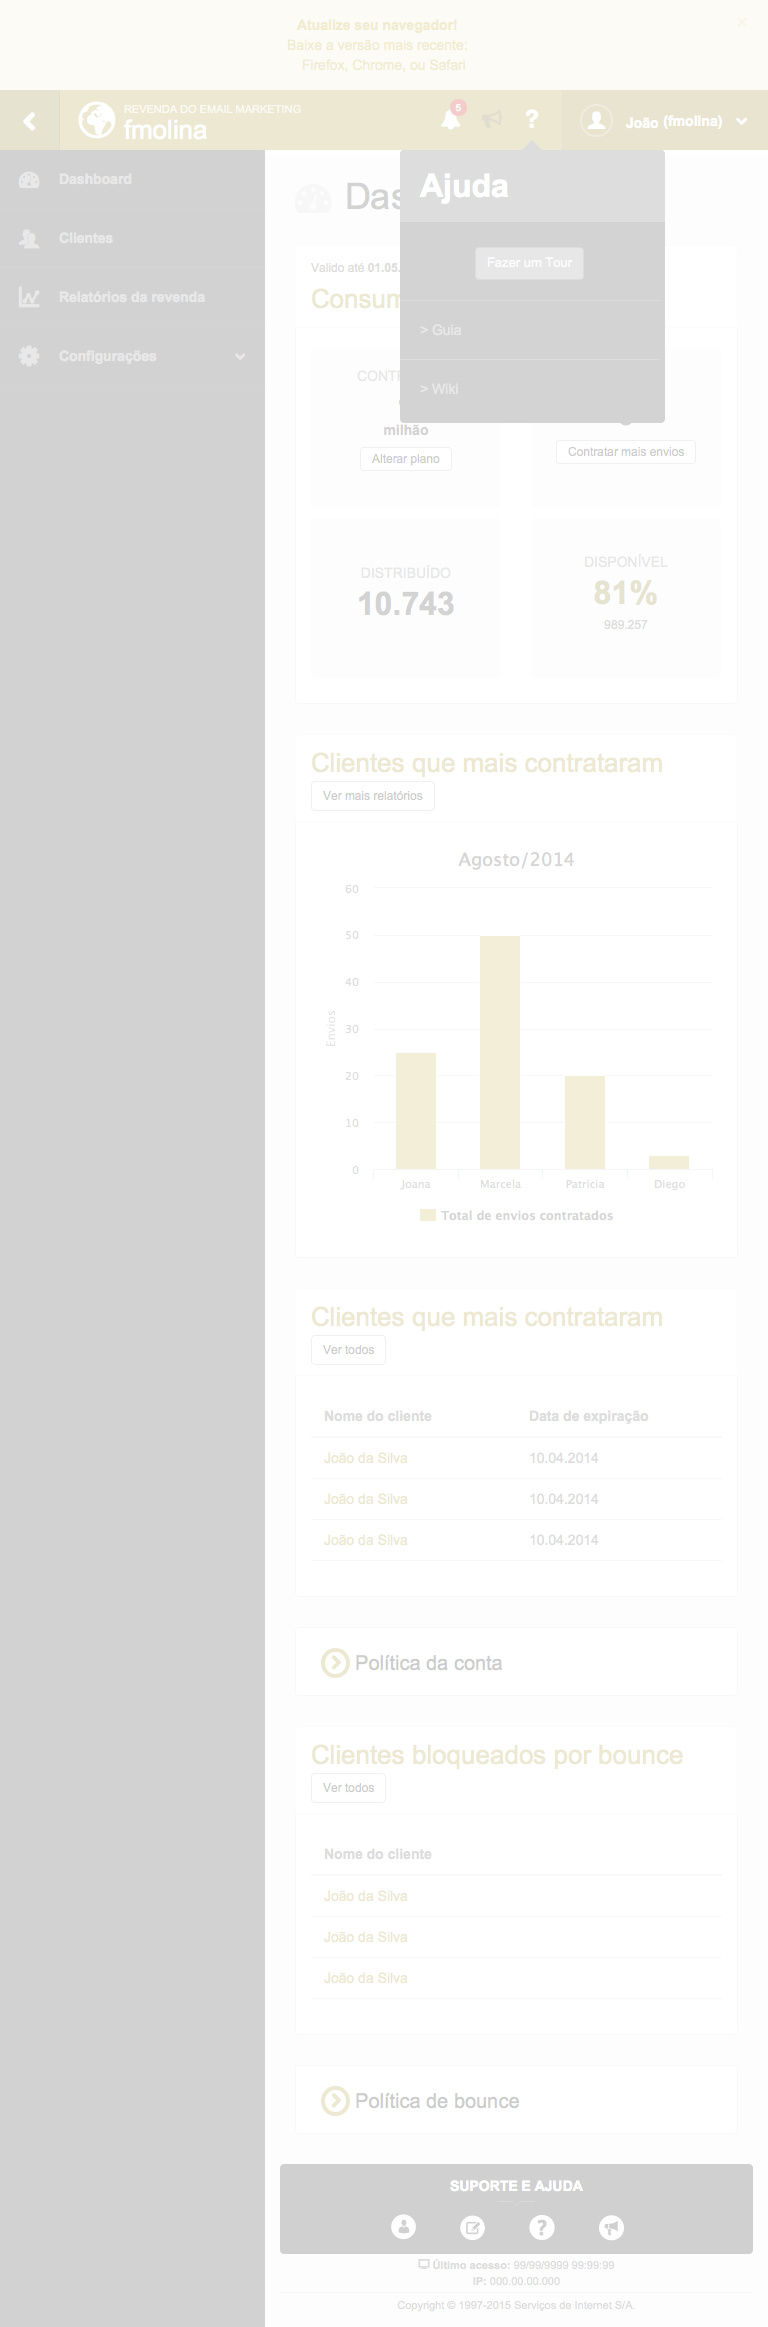 Atualize seu navegador!
Baixe a versão mais recente:
Firefox, Chrome, ou Safari
REVENDA DO EMAIL MARKETING
fmolina
5
?
João (fmolina)
Dashboard
Clientes
Relatórios da revenda
Configurações
Ajuda
Fazer um Tour
> Guia
> Wiki
Valido até 01.05.
milhão
Alterar plano
Contratar mais envios
DISTRIBUÍDO
10.743
DISPONÍVEL
81%
989.257
Clientes que mais contrataram
Ver mais relatórios
Agosto/2014
60
50
40
30
20
10
0
Envios
Joana Marcela Patricia Diego
Total de envios contratados
Clientes que mais contrataram
Ver todos
Nome do cliente Data de expiração
João da Silva 10.04.2014
João da Silva 10.04.2014
João da Silva 10.04.2014
Política da conta
Clientes bloqueados por bounce
Ver todos
Nome do cliente
João da Silva
João da Silva
João da Silva
Política de bounce
SUPORTE E AJUDA
?
Último acesso: 99/99/9999 99:99:99
IP: 000.00.00.000
Copyright © 1997-2015 Serviços de Internet S/A.